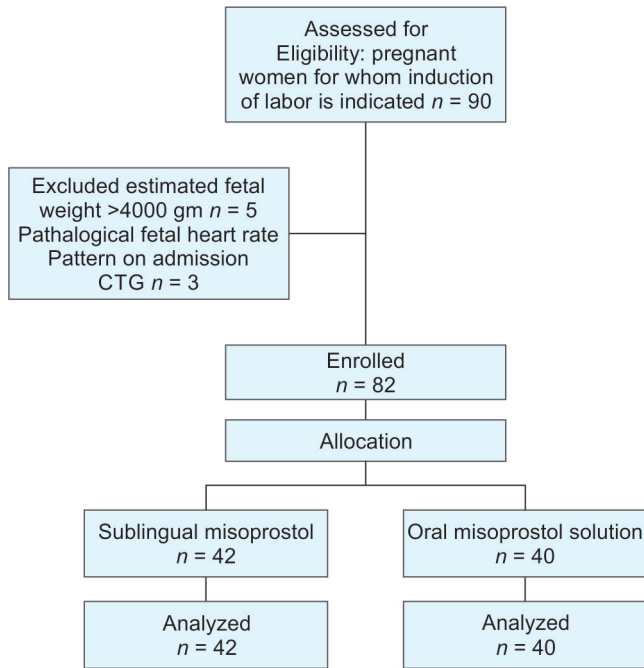 Assessed for
Eligibility: pregnant
women for whom induction
of labor is indicated n = 90
Excluded estimated fetal
weight >4000 gm n = 5
Pathalogical fetal heart rate
Pattern on admission
CTG n = 3
Enrolled
n = 82
Allocation
Sublingual misoprostol
n = 42
Oral misoprostol solution
n = 40
Analyzed
n = 42
Analyzed
n = 40